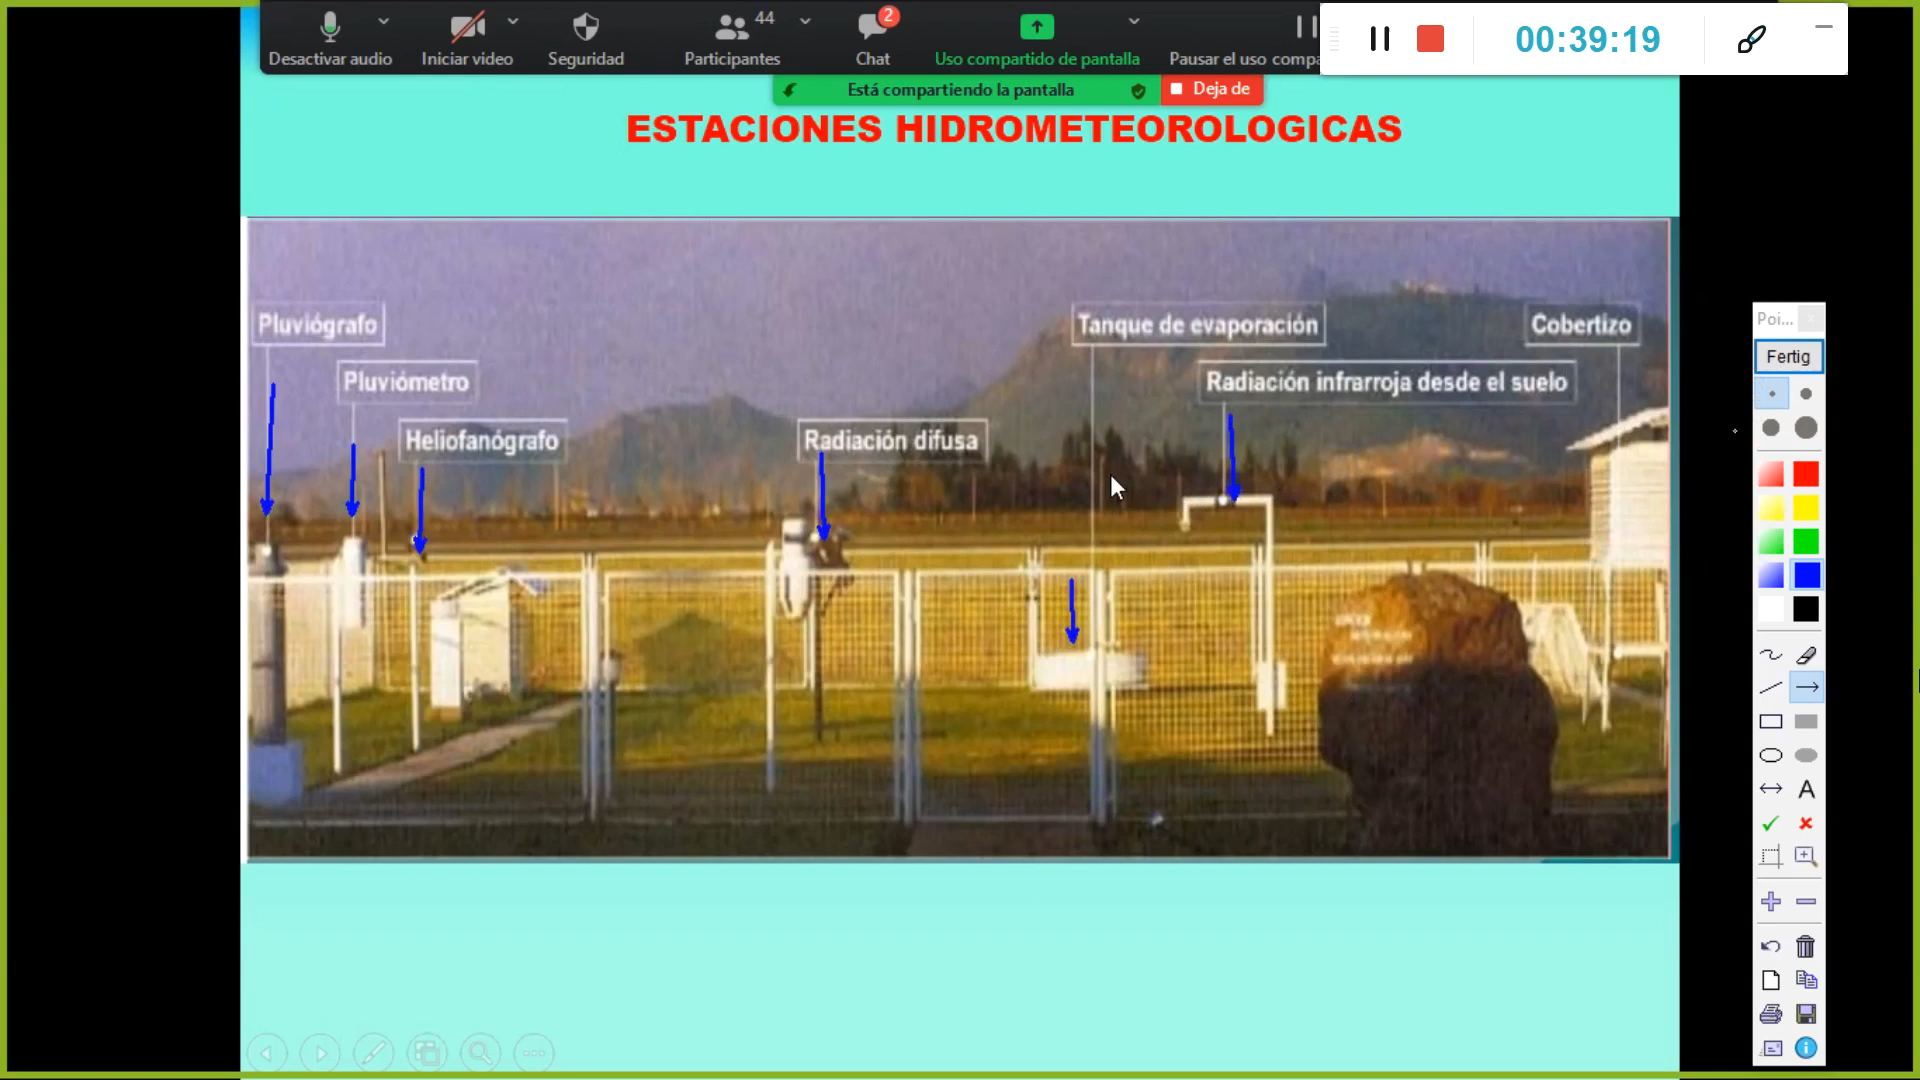 44
2
Desactivar audio
Iniciar video
Seguridad
Participantes
Chat
Uso compartido de pantalla
Pausar el uso compa
00:39:19
Está compartiendo la pantalla
Deja de
ESTACIONES HIDROMETEOROLOGICAS
Pluviógrafo
Tanque de evaporación
Cobertizo
Poi...
Fertig
Pluviómetro
Radiación infrarroja desde el suelo
Heliofanógrafo
Radiación difusa
A